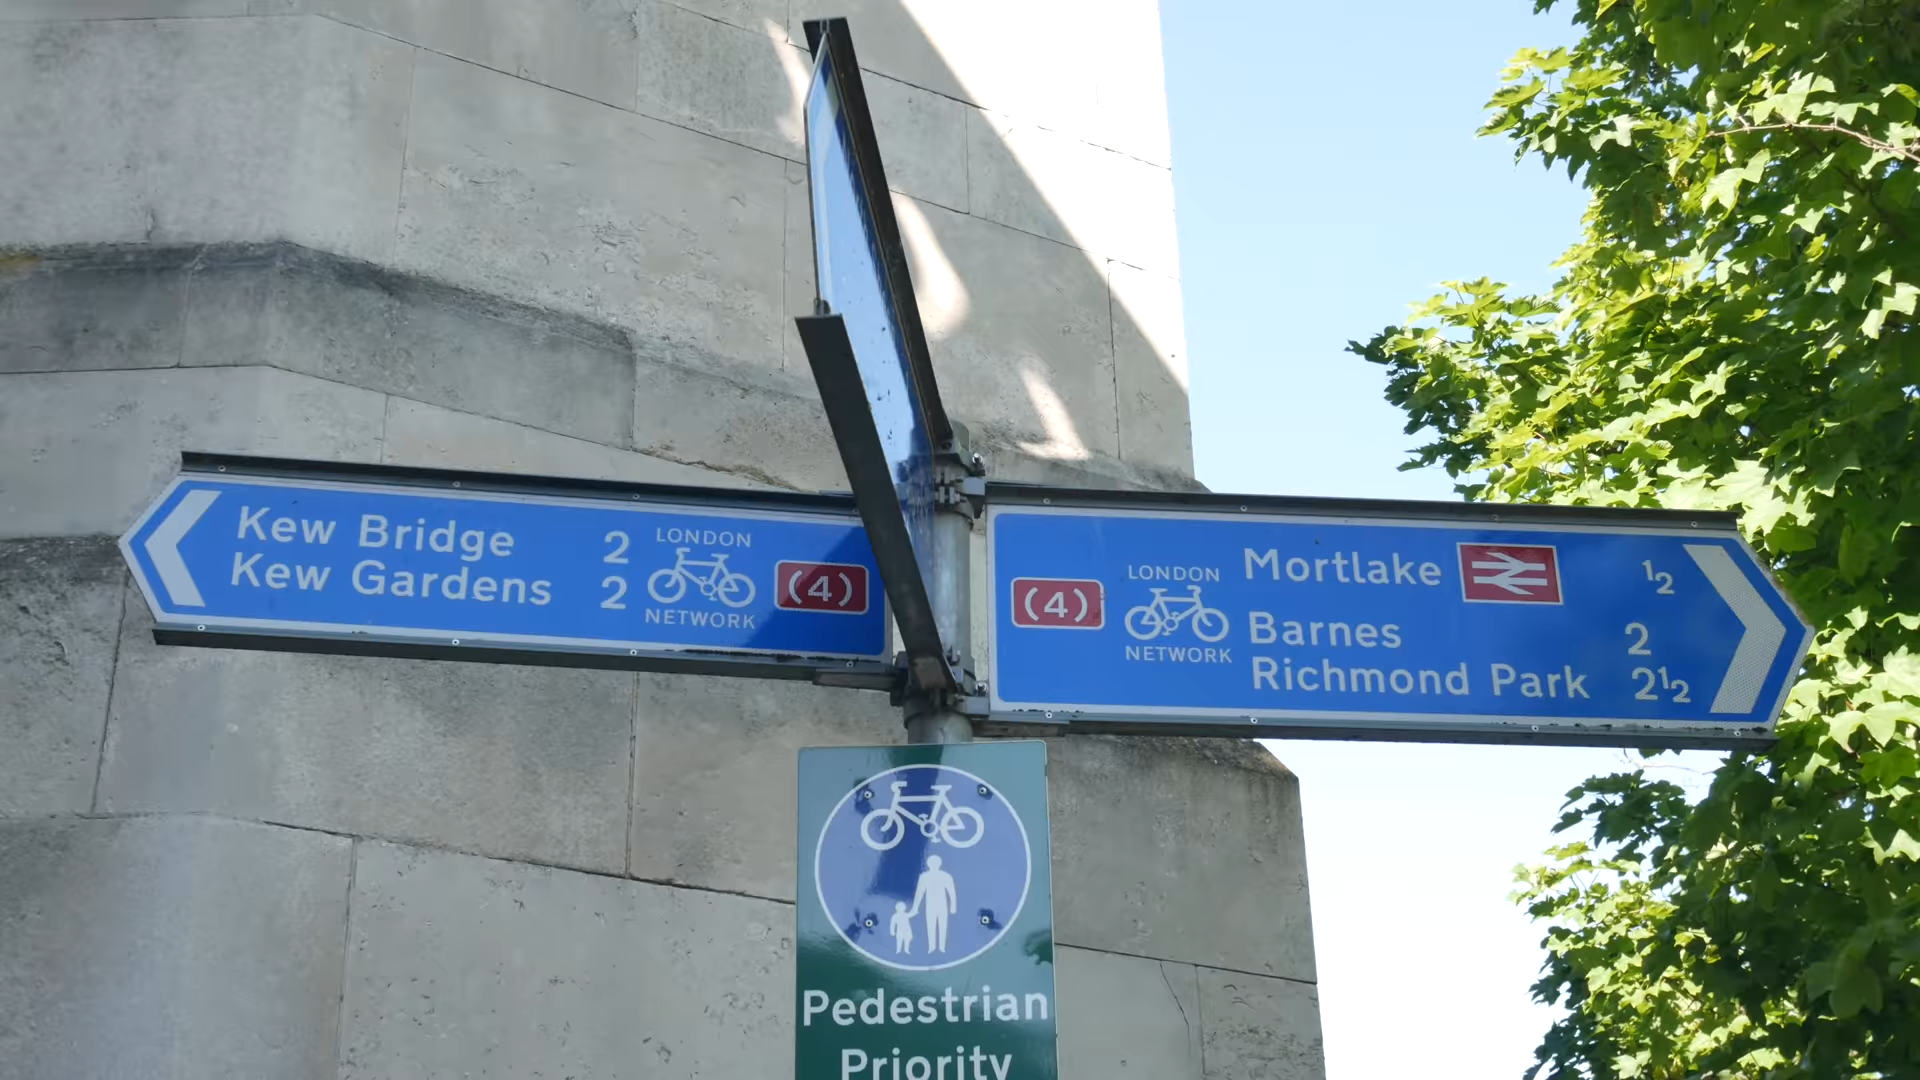 Kew Bridge 2
Kew Gardens 2
LONDON
NETWORK
(4)
(4)
LONDON
NETWORK
Mortlake ½
Barnes 2
Richmond Park 2½
Pedestrian
Priority